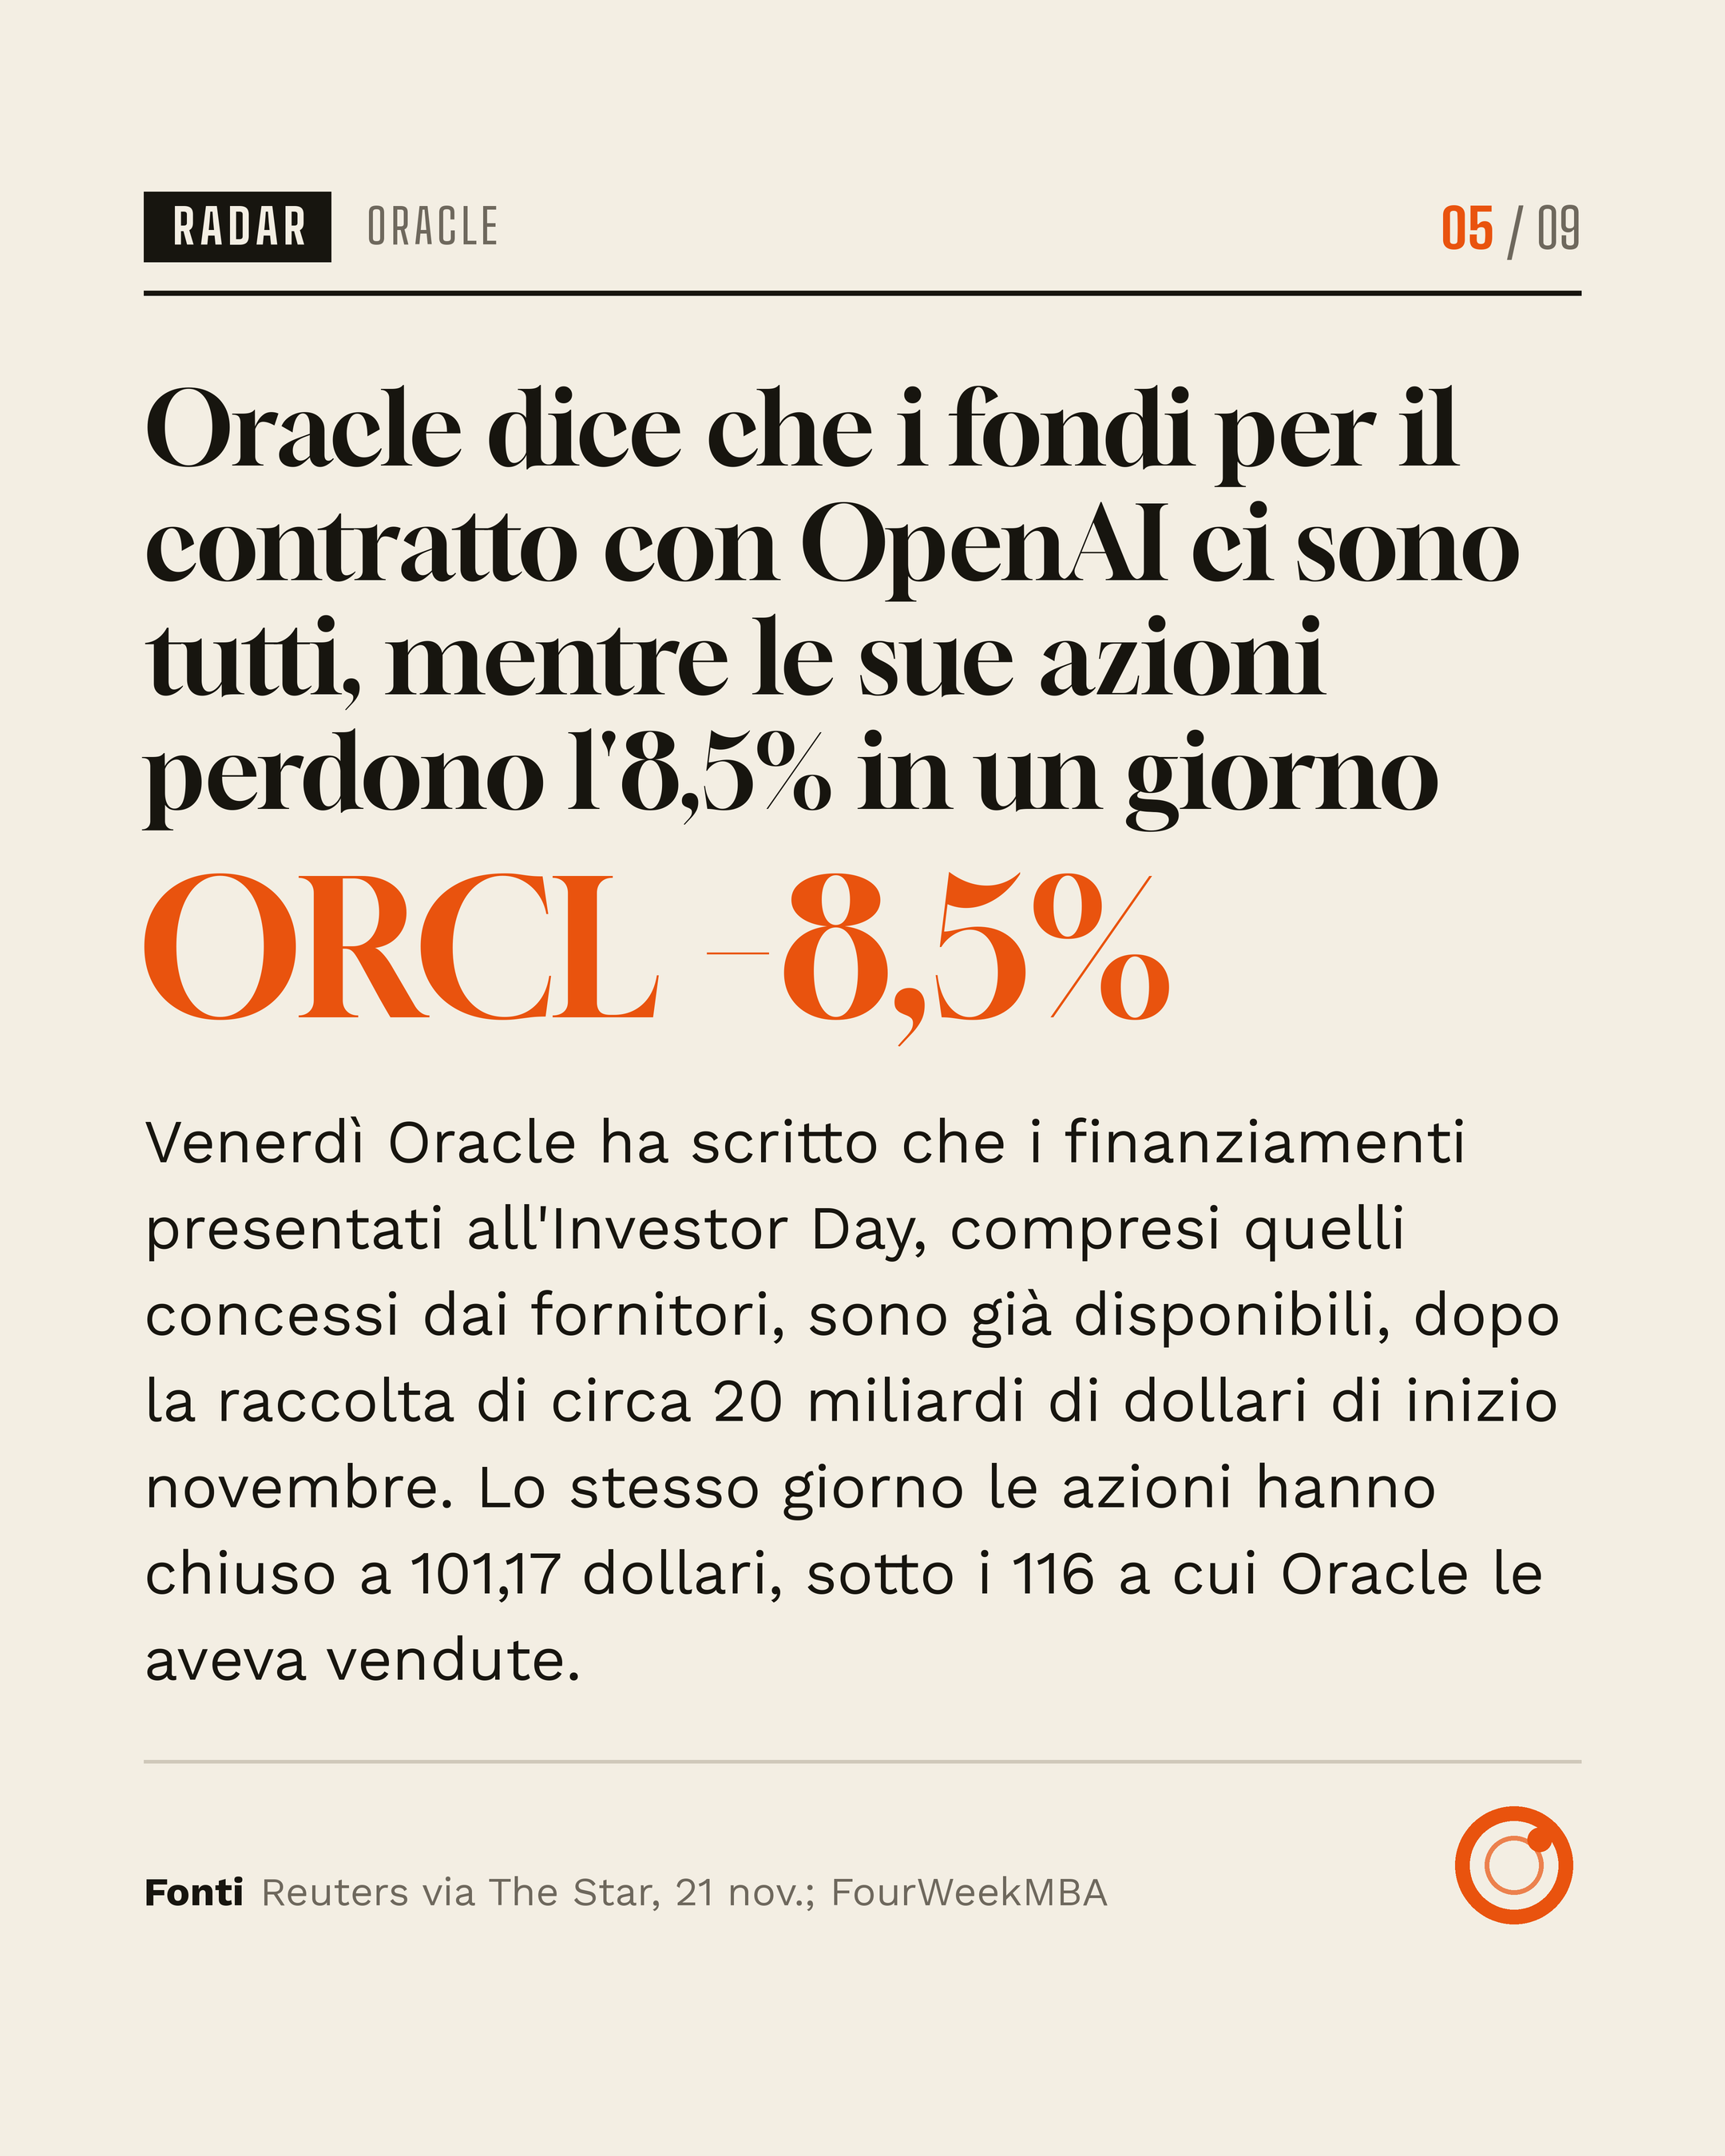 RADAR ORACLE 05 / 09
Oracle dice che i fondi per il
contratto con OpenAI ci sono
tutti, mentre le sue azioni
perdono l'8,5% in un giorno
ORCL –8,5%
Venerdì Oracle ha scritto che i finanziamenti
presentati all'Investor Day, compresi quelli
concessi dai fornitori, sono già disponibili, dopo
la raccolta di circa 20 miliardi di dollari di inizio
novembre. Lo stesso giorno le azioni hanno
chiuso a 101,17 dollari, sotto i 116 a cui Oracle le
aveva vendute.
Fonti Reuters via The Star, 21 nov.; FourWeekMBA